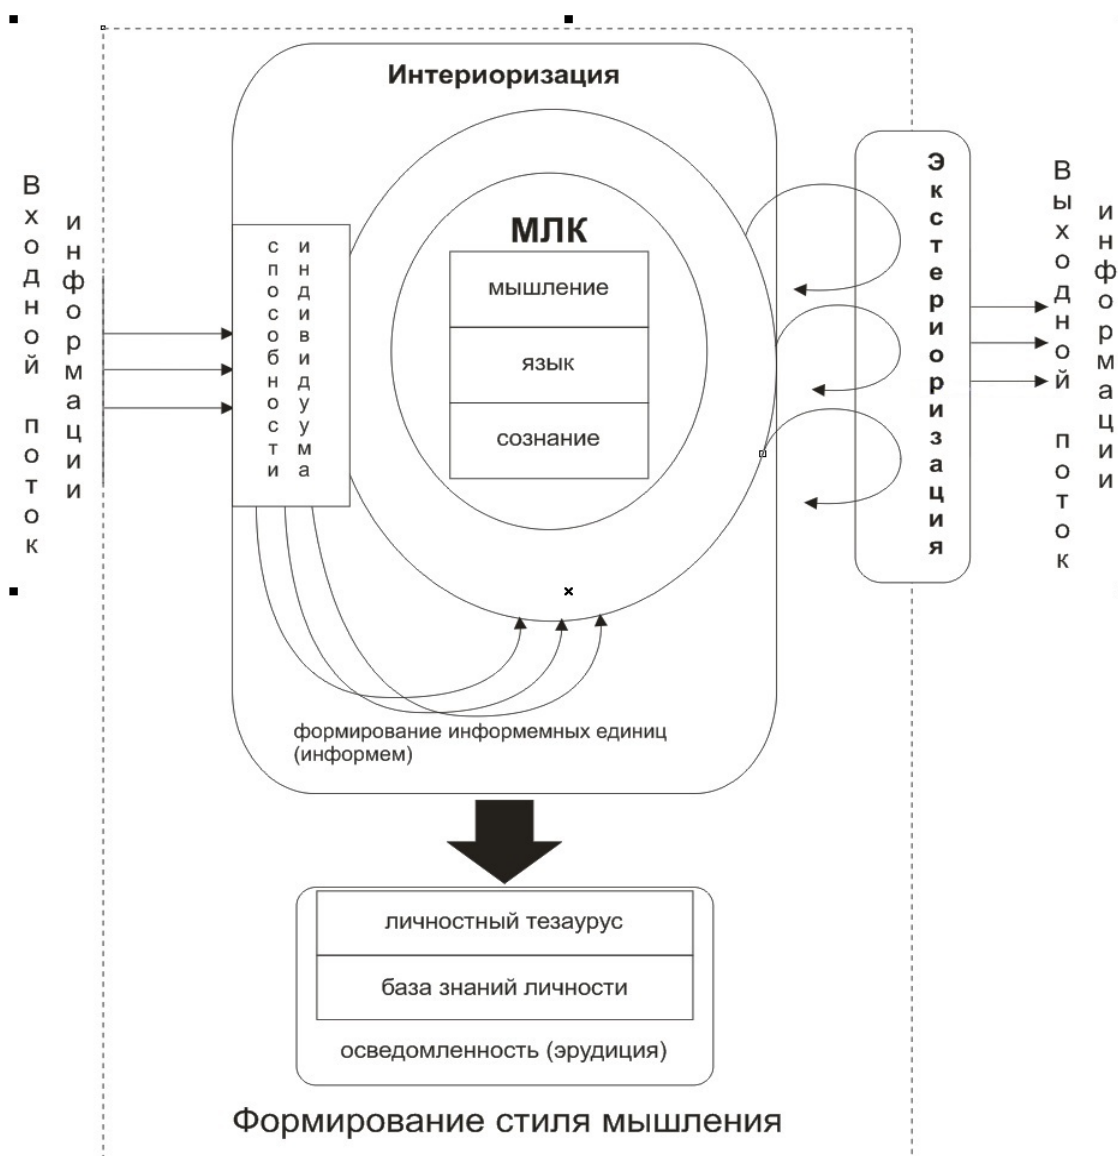 Интериоризация
Входной поток
информации
способности
индивидуума
МЛК
мышление
язык
сознание
Экстериоризация
Выходной поток
информации
формирование информемных единиц
(информем)
личностный тезаурус
база знаний личности
осведомленность (эрудиция)
Формирование стиля мышления